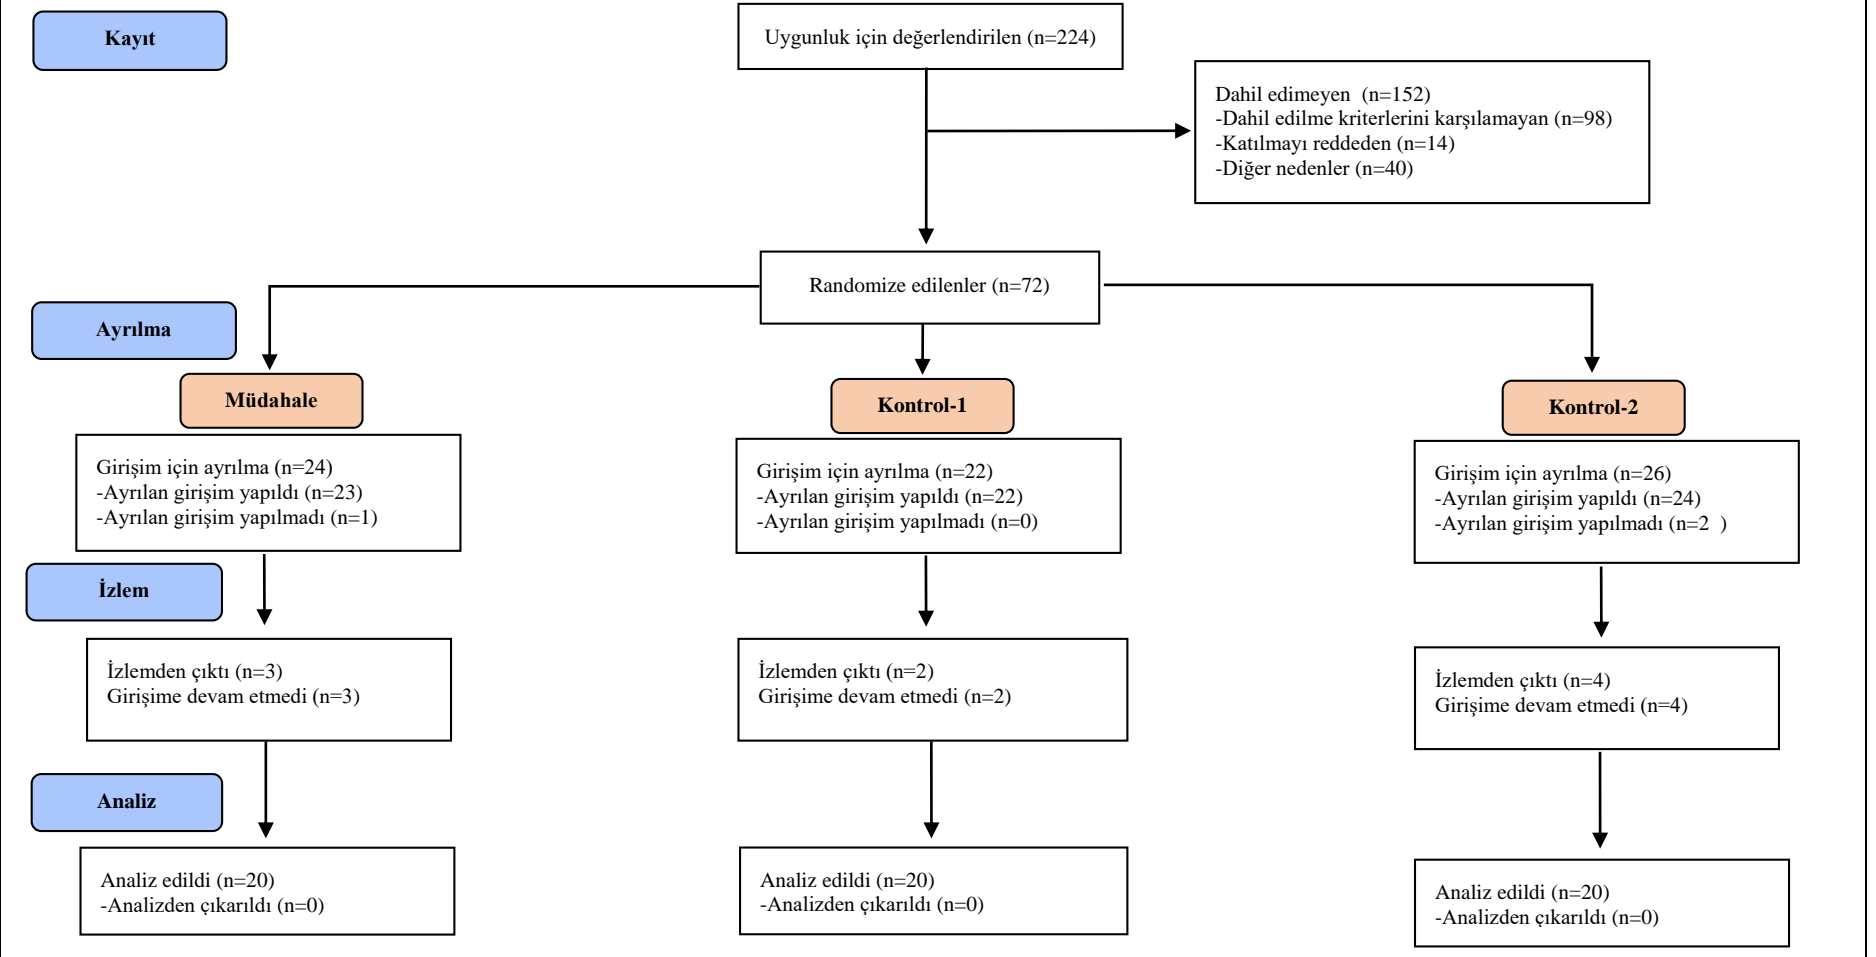 Kayıt
Uygunluk için değerlendirilen (n=224)
Dahil edimeyen  (n=152)
-Dahil edilme kriterlerini karşılamayan (n=98)
-Katılmayı reddeden (n=14)
-Diğer nedenler (n=40)
Randomize edilenler (n=72)
Ayrılma
Müdahale
Kontrol-1
Kontrol-2
Girişim için ayrılma (n=24)
-Ayrılan girişim yapıldı (n=23)
-Ayrılan girişim yapılmadı (n=1)
Girişim için ayrılma (n=22)
-Ayrılan girişim yapıldı (n=22)
-Ayrılan girişim yapılmadı (n=0)
Girişim için ayrılma (n=26)
-Ayrılan girişim yapıldı (n=24)
-Ayrılan girişim yapılmadı (n=2  )
İzlem
İzlemden çıktı (n=3)
Girişime devam etmedi (n=3)
İzlemden çıktı (n=2)
Girişime devam etmedi (n=2)
İzlemden çıktı (n=4)
Girişime devam etmedi (n=4)
Analiz
Analiz edildi (n=20)
-Analizden çıkarıldı (n=0)
Analiz edildi (n=20)
-Analizden çıkarıldı (n=0)
Analiz edildi (n=20)
-Analizden çıkarıldı (n=0)